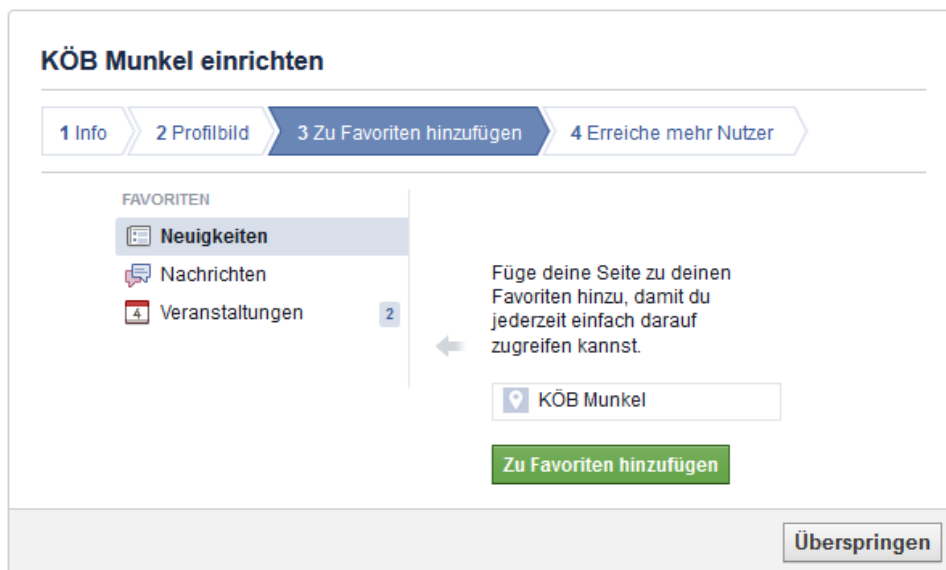 KÖB Munkel einrichten
1 Info
2 Profilbild
3 Zu Favoriten hinzufügen
4 Erreiche mehr Nutzer
FAVORITEN
Neuigkeiten
Nachrichten
4
Veranstaltungen
2
Füge deine Seite zu deinen
Favoriten hinzu, damit du
jederzeit einfach darauf
zugreifen kannst.
KÖB Munkel
Zu Favoriten hinzufügen
Überspringen